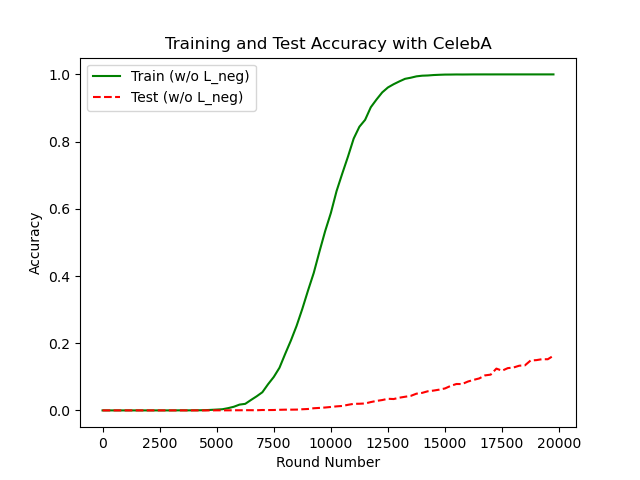 Training and Test Accuracy with CelebA
Train (w/o L_neg)
Test (w/o L_neg)
Accuracy
1.0
0.8
0.6
0.4
0.2
0.0
0 2500 5000 7500 10000 12500 15000 17500 20000
Round Number